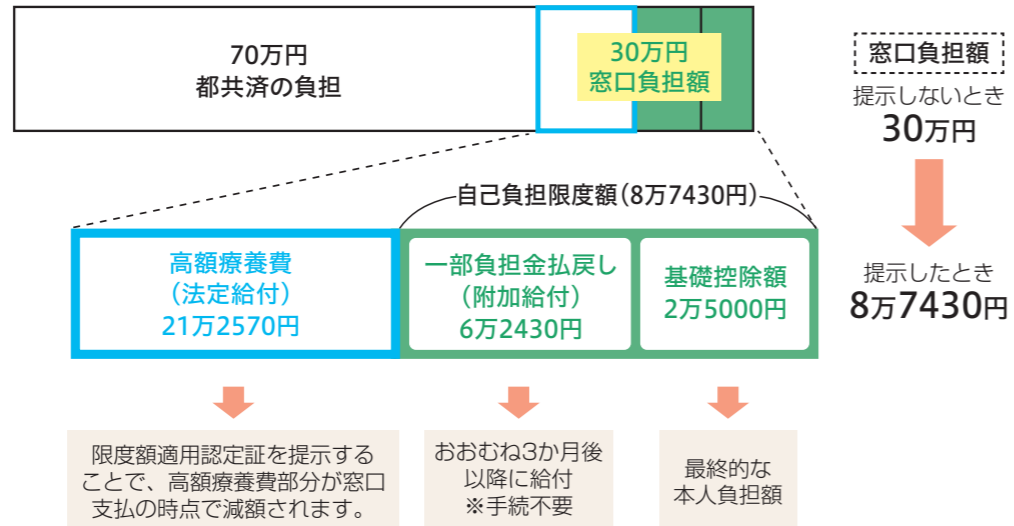 70万円
都共済の負担
30万円
窓口負担額
窓口負担額
提示しないとき
30万円
提示したとき
8万7430円
自己負担限度額(8万7430円)
高額療養費
(法定給付)
21万2570円
一部負担金払戻し
(附加給付)
6万2430円
基礎控除額
2万5000円
限度額適用認定証を提示する
ことで、高額療養費部分が窓口
支払の時点で減額されます。
おおむね3か月後
以降に給付
※手続不要
最終的な
本人負担額